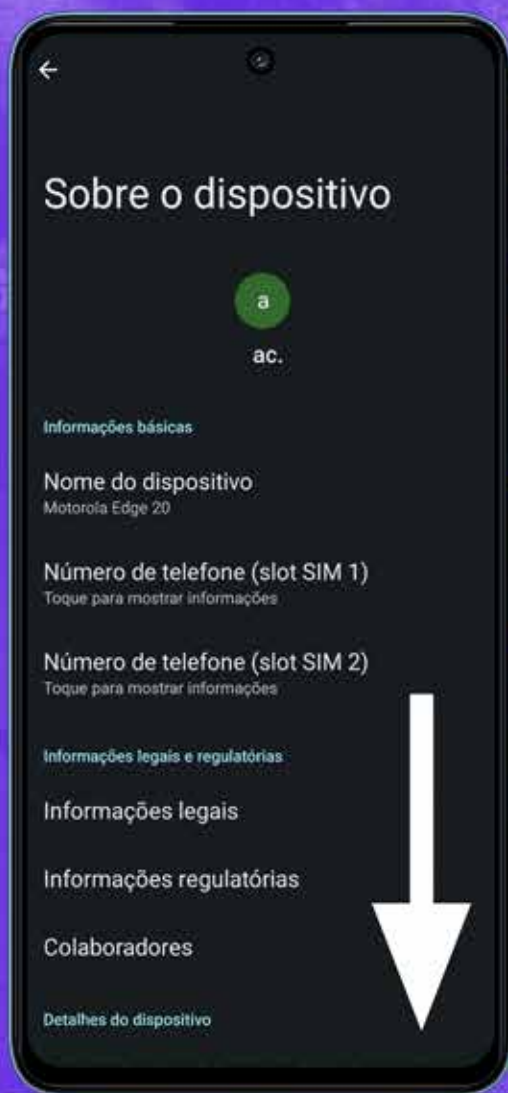 Sobre o dispositivo
a
ac.
Informações básicas
Nome do dispositivo
Motorola Edge 20
Número de telefone (slot SIM 1)
Toque para mostrar informações
Número de telefone (slot SIM 2)
Toque para mostrar informações
Informações legais e regulatórias
Informações legais
Informações regulatórias
Colaboradores
Detalhes do dispositivo